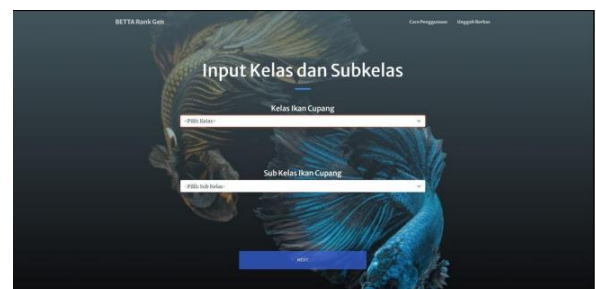 BETTA Rank Gen
Cara Penggunaan Unggah Berkas
Input Kelas dan Subkelas
Kelas Ikan Cupang
-Pilih Kelas-
Sub Kelas Ikan Cupang
-Pilih Sub Kelas-
NEXT